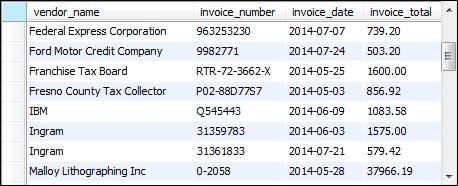 vendor_name invoice_number invoice_date invoice_total
Federal Express Corporation 963253230 2014-07-07 739.20
Ford Motor Credit Company 9982771 2014-07-24 503.20
Franchise Tax Board RTR-72-3662-X 2014-05-25 1600.00
Fresno County Tax Collector P02-88D77S7 2014-05-03 856.92
IBM Q545443 2014-06-09 1083.58
Ingram 31359783 2014-06-03 1575.00
Ingram 31361833 2014-07-21 579.42
Malloy Lithographing Inc 0-2058 2014-05-28 37966.19